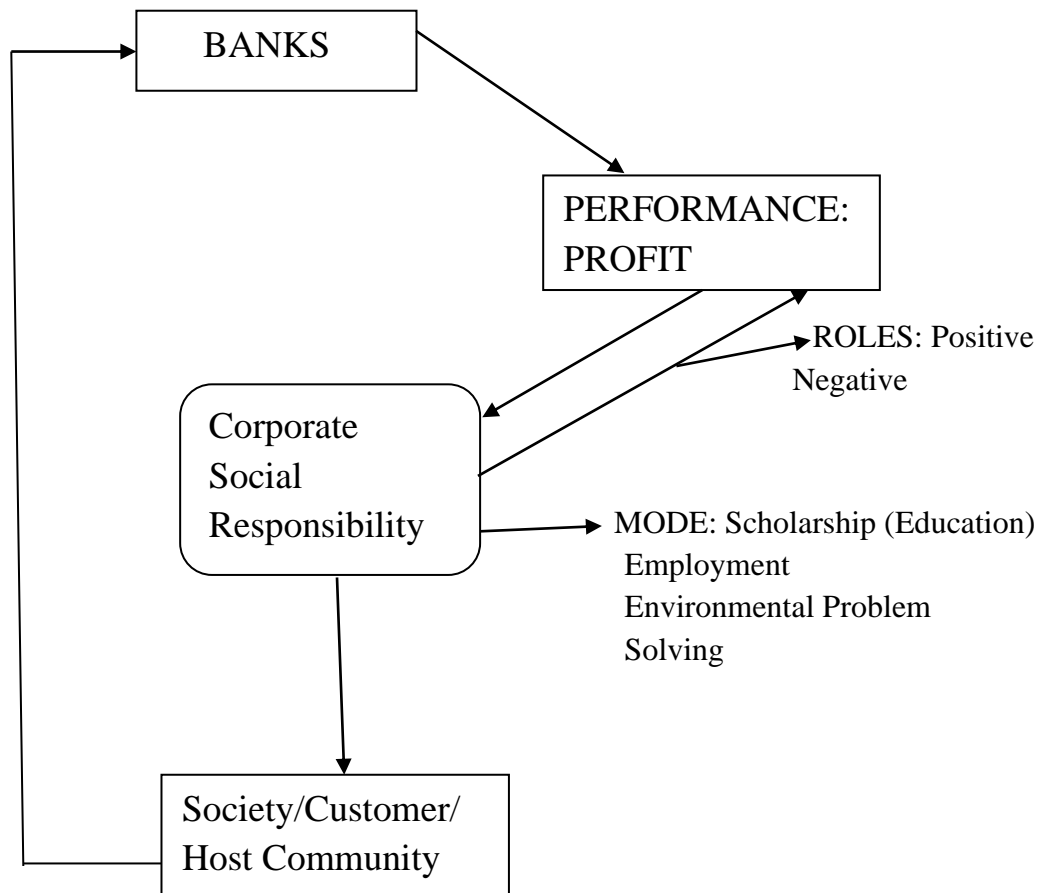 BANKS
PERFORMANCE:
PROFIT
ROLES: Positive
Negative
Corporate
Social
Responsibility
MODE: Scholarship (Education)
Employment
Environmental Problem
Solving
Society/Customer/
Host Community